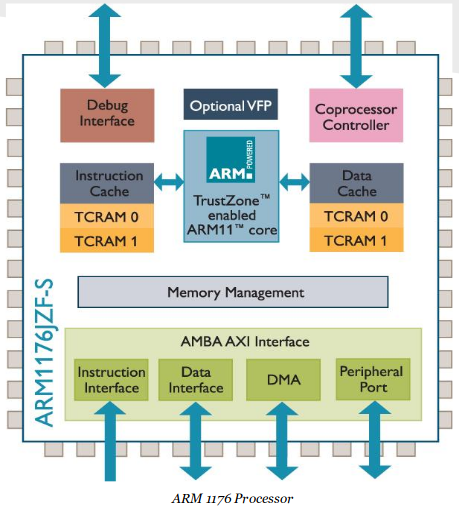 Debug
Interface
Optional VFP
Coprocessor
Controller
Instruction
Cache
TCRAM 0
TCRAM 1
ARM POWERED
TrustZone™
enabled
ARM11™ core
Data
Cache
TCRAM 0
TCRAM 1
Memory Management
ARM1176JZF-S
AMBA AXI Interface
Instruction
Interface
Data
Interface
DMA
Peripheral
Port
ARM 1176 Processor